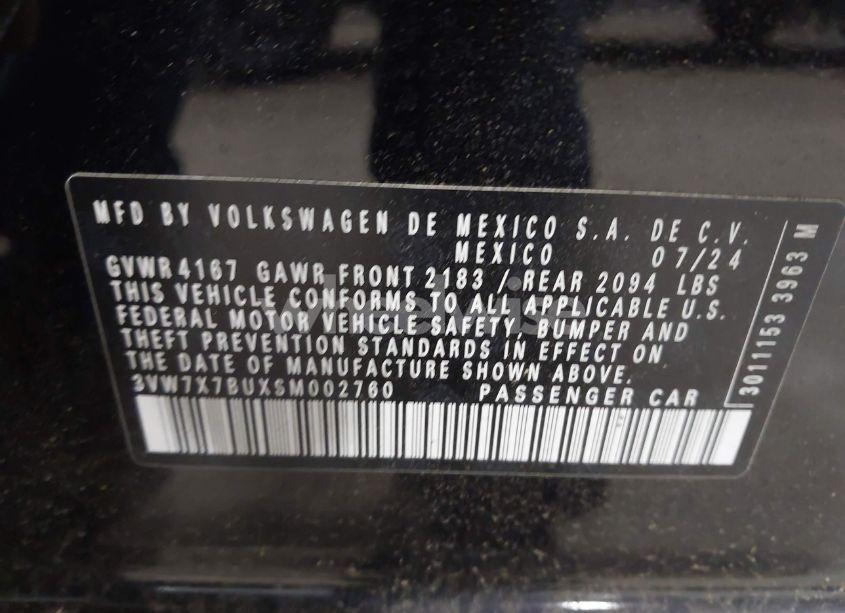 MFD BY VOLKSWAGEN DE MEXICO S.A. DE C.V.
MEXICO 07/24
GVWR 4167 GAWR FRONT 2183 / REAR 2094 LBS
THIS VEHICLE CONFORMS TO ALL APPLICABLE U.S.
FEDERAL MOTOR VEHICLE SAFETY, BUMPER AND
THEFT PREVENTION STANDARDS IN EFFECT ON
THE DATE OF MANUFACTURE SHOWN ABOVE.
3VW7X7BUXSM002760 PASSENGER CAR
3011153 3963 M